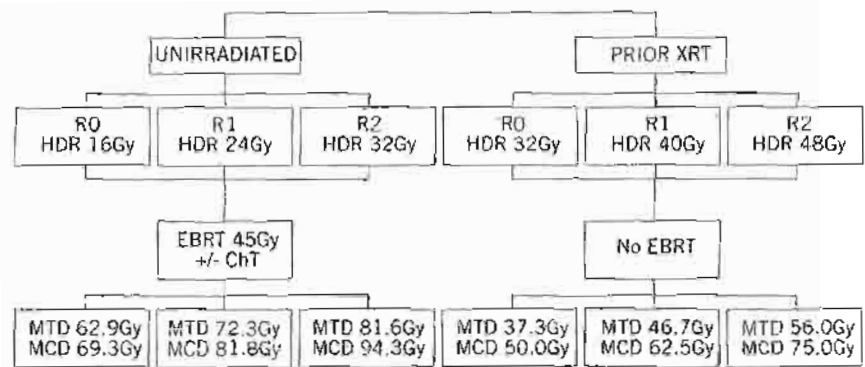 UNIRRADIATED
PRIOR XRT
R0
HDR 16Gy
R1
HDR 24Gy
R2
HDR 32Gy
R0
HDR 32Gy
R1
HDR 40Gy
R2
HDR 48Gy
EBRT 45Gy
+/- ChT
No EBRT
MTD 62.9Gy
MCD 69.3Gy
MTD 72.3Gy
MCD 81.8Gy
MTD 81.6Gy
MCD 94.3Gy
MTD 37.3Gy
MCD 50.0Gy
MTD 46.7Gy
MCD 62.5Gy
MTD 56.0Gy
MCD 75.0Gy